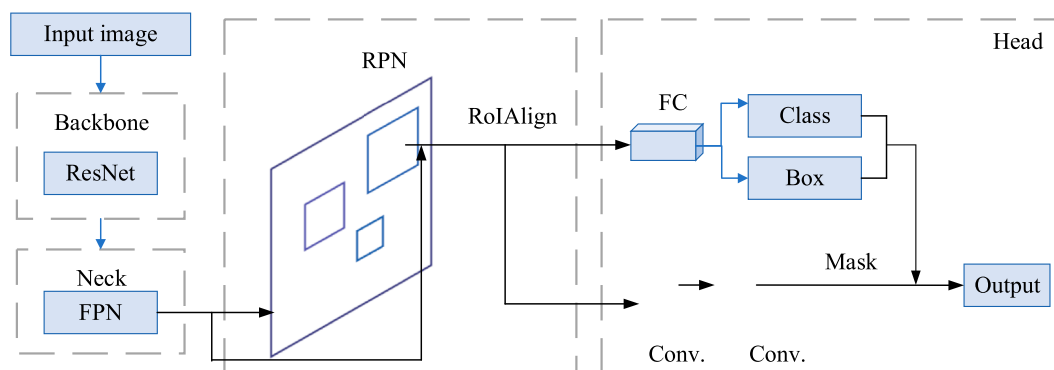 Input image
Backbone
ResNet
Neck
FPN
RPN
RoIAlign
Head
FC
Class
Box
Mask
Output
Conv.
Conv.